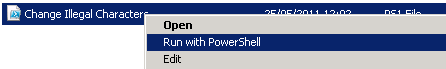 Change Illegal Characters 25/05/2011 12:02 PS1 File
Open
Run with PowerShell
Edit